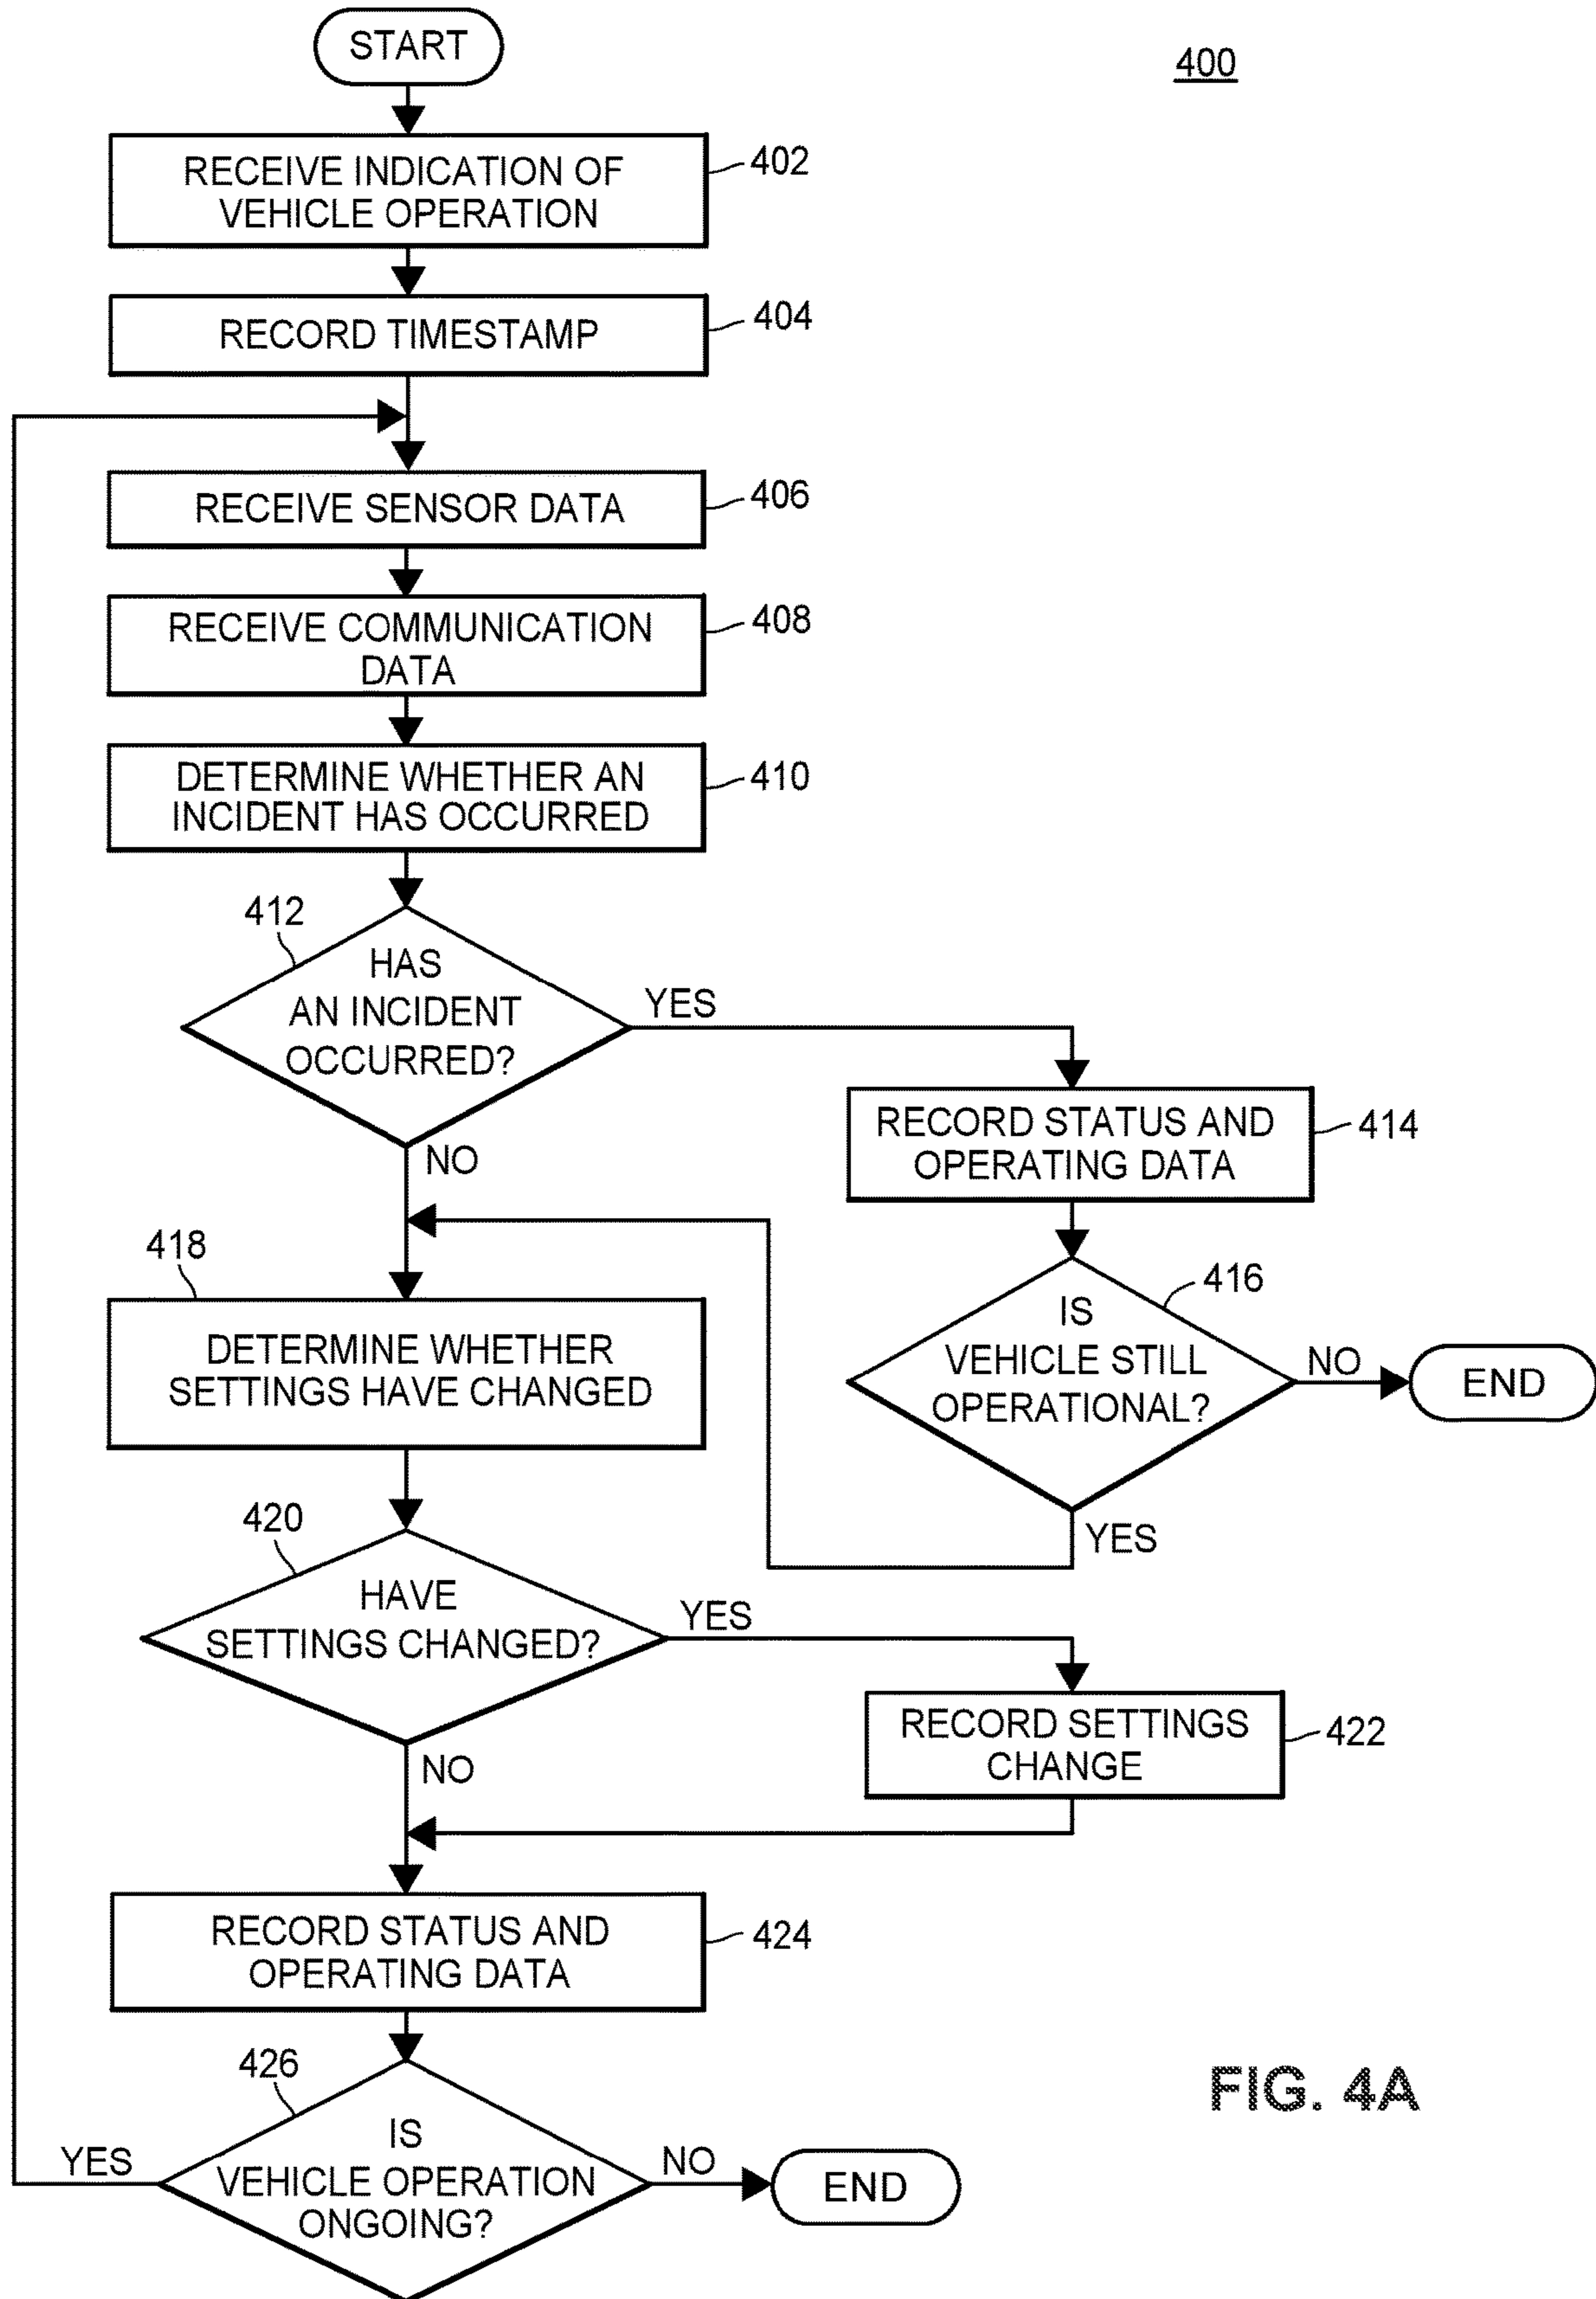 START
400
RECEIVE INDICATION OF
VEHICLE OPERATION
402
RECORD TIMESTAMP
404
RECEIVE SENSOR DATA
406
RECEIVE COMMUNICATION
DATA
408
DETERMINE WHETHER AN
INCIDENT HAS OCCURRED
410
412
HAS
AN INCIDENT
OCCURRED?
YES
NO
RECORD STATUS AND
OPERATING DATA
414
416
IS
VEHICLE STILL
OPERATIONAL?
NO
END
YES
418
DETERMINE WHETHER
SETTINGS HAVE CHANGED
420
HAVE
SETTINGS CHANGED?
YES
NO
RECORD SETTINGS
CHANGE
422
RECORD STATUS AND
OPERATING DATA
424
426
IS
VEHICLE OPERATION
ONGOING?
YES
NO
END
FIG. 4A